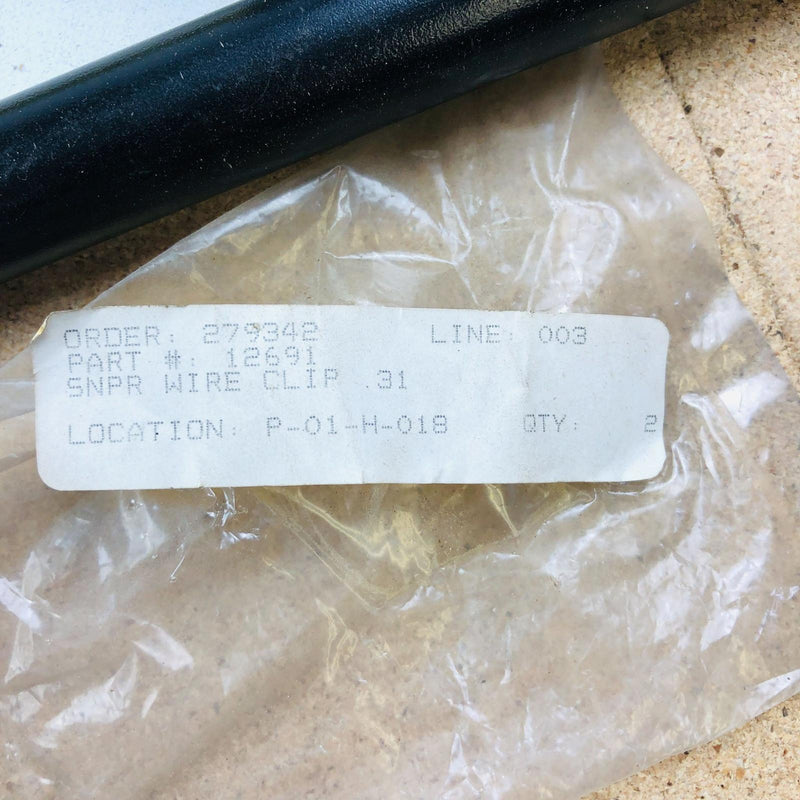 ORDER: 279342 LINE: 003
PART #: 12691
SNPR WIRE CLIP .31
LOCATION: P-01-H-018 QTY: 2